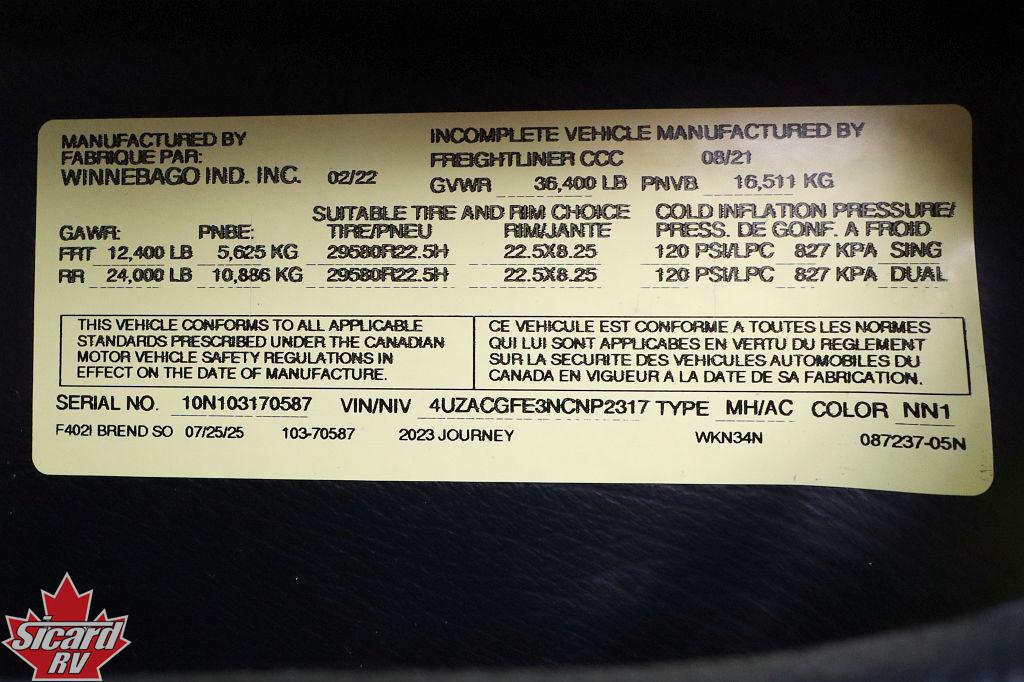 MANUFACTURED BY
FABRIQUE PAR:
WINNEBAGO IND. INC. 02/22
INCOMPLETE VEHICLE MANUFACTURED BY
FREIGHTLINER CCC 08/21
GVWR 36,400 LB PNVB 16,511 KG
SUITABLE TIRE AND RIM CHOICE COLD INFLATION PRESSURE/
GAWR: PNBE: TIRE/PNEU RIM/JANTE PRESS. DE GONF. A FROID
FRT 12,400 LB 5,625 KG 29580R22.5H 22.5X8.25 120 PSI/LPC 827 KPA SING
RR 24,000 LB 10,886 KG 29580R22.5H 22.5X8.25 120 PSI/LPC 827 KPA DUAL
THIS VEHICLE CONFORMS TO ALL APPLICABLE
STANDARDS PRESCRIBED UNDER THE CANADIAN
MOTOR VEHICLE SAFETY REGULATIONS IN
EFFECT ON THE DATE OF MANUFACTURE.
CE VEHICULE EST CONFORME A TOUTES LES NORMES
QUI LUI SONT APPLICABLES EN VERTU DU REGLEMENT
SUR LA SECURITE DES VEHICULES AUTOMOBILES DU
CANADA EN VIGUEUR A LA DATE DE SA FABRICATION.
SERIAL NO. 10N103170587 VIN/NIV 4UZACGFE3NCNP2317 TYPE MH/AC COLOR NN1
F402I BREND SO 07/25/25 103-70587 2023 JOURNEY WKN34N 087237-05N
Sicard
RV